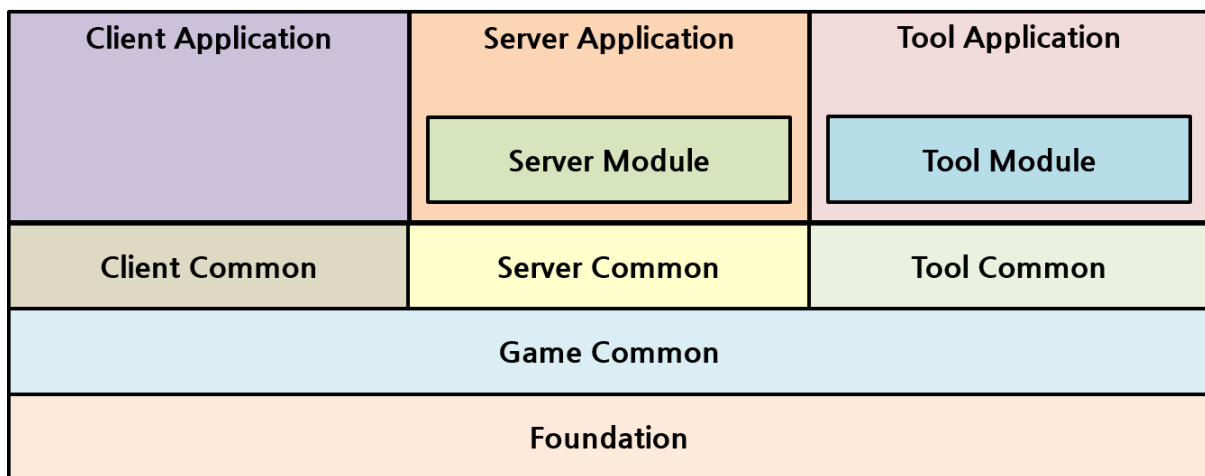 Client Application
Server Application
Tool Application
Server Module
Tool Module
Client Common
Server Common
Tool Common
Game Common
Foundation